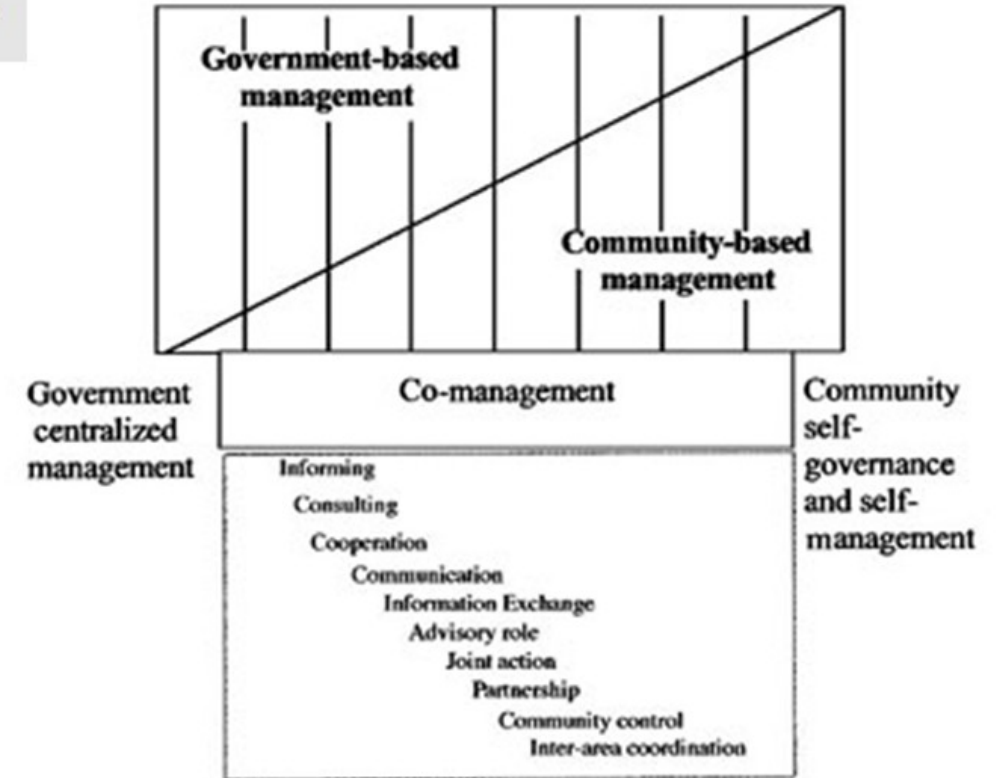 Government-based
management
Community-based
management
Government
centralized
management
Co-management
Community
self-
governance
and self-
management
Informing
Consulting
Cooperation
Communication
Information Exchange
Advisory role
Joint action
Partnership
Community control
Inter-area coordination